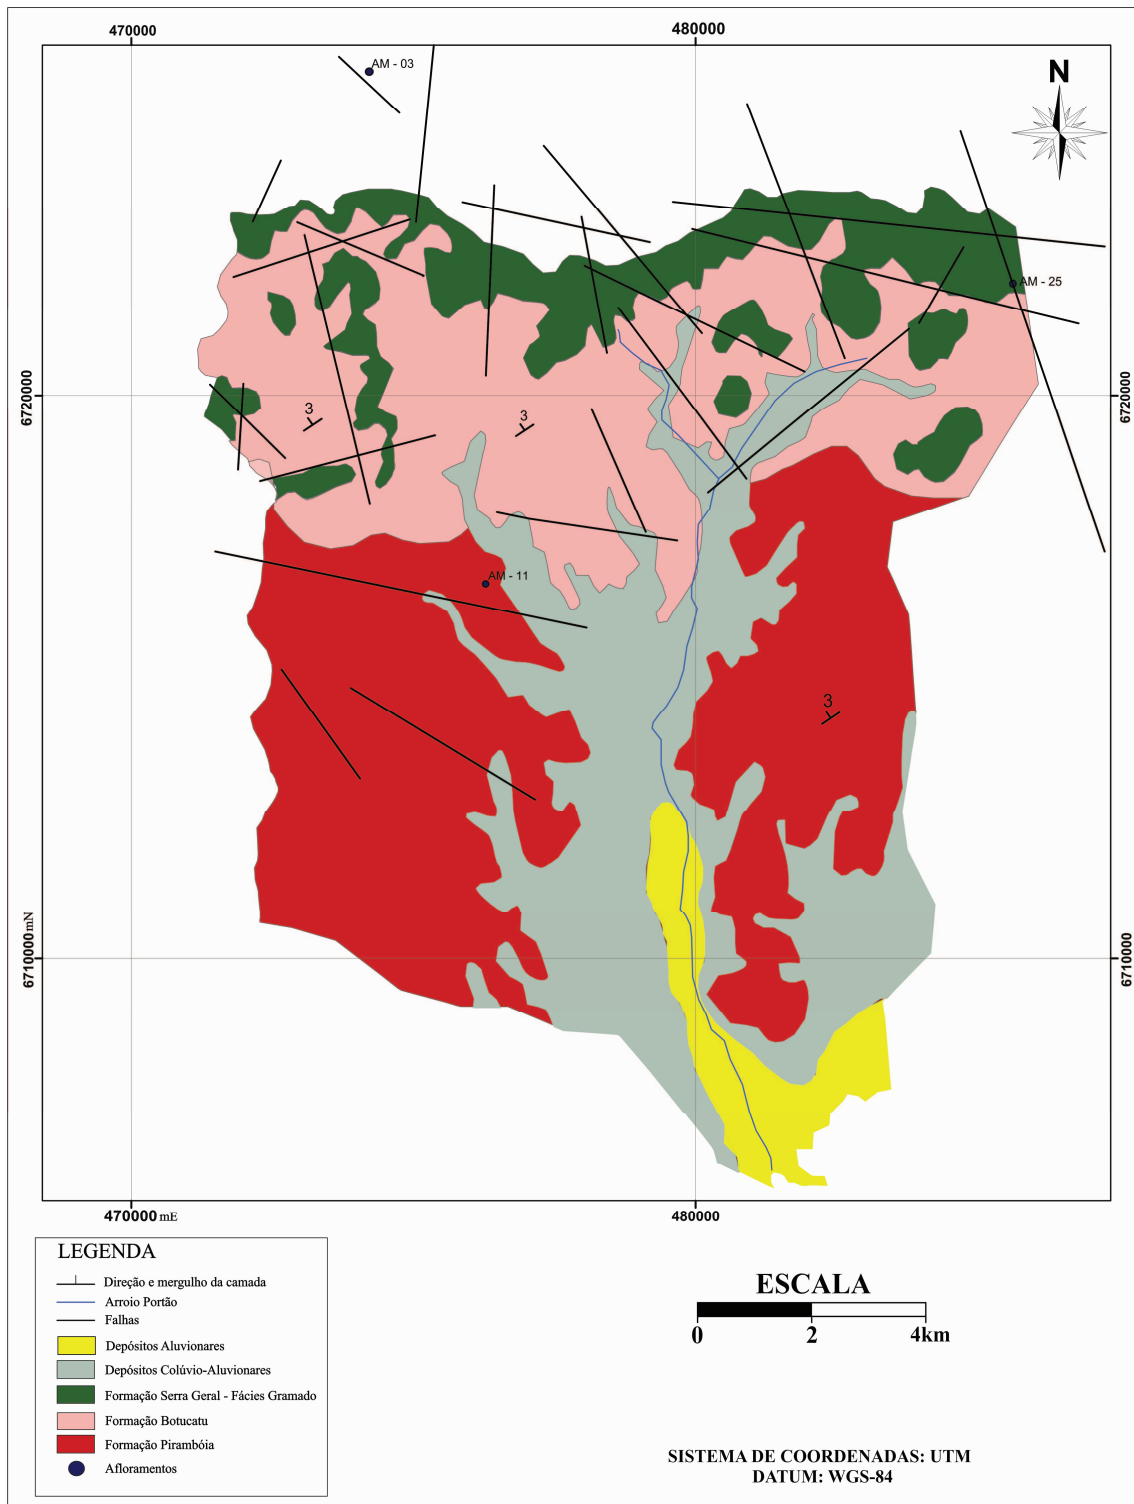 470000
480000
AM - 03
N
AM - 25
6720000
6720000
3
3
AM - 11
3
6710000 mN
6710000
470000 mE
480000
LEGENDA
Direção e mergulho da camada
Arroio Portão
Falhas
Depósitos Aluvionares
Depósitos Colúvio-Aluvionares
Formação Serra Geral - Fácies Gramado
Formação Botucatu
Formação Pirambóia
Afloramentos
ESCALA
0 2 4km
SISTEMA DE COORDENADAS: UTM
DATUM: WGS-84